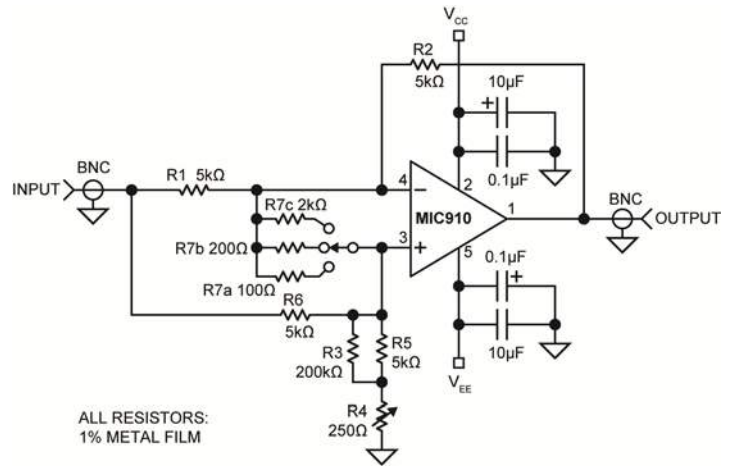 V_CC
R2
5kΩ
10µF
+
0.1µF
BNC
INPUT
R1 5kΩ
4
−
2
R7c 2kΩ
MIC910
1
BNC
OUTPUT
R7b 200Ω
3
+
5
R7a 100Ω
0.1µF
+
R6
5kΩ
10µF
R3
200kΩ
R5
5kΩ
V_EE
R4
250Ω
ALL RESISTORS:
1% METAL FILM